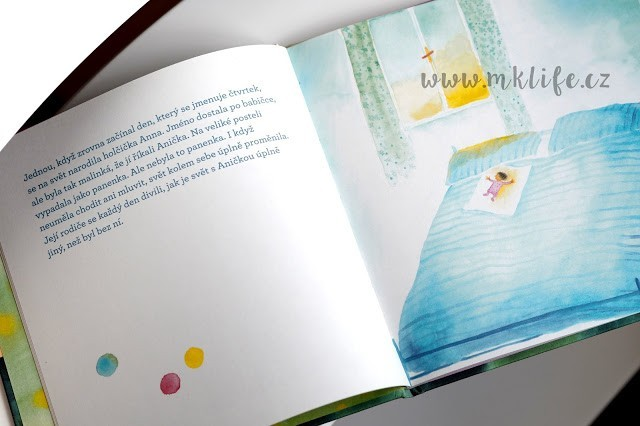 Jednou, když zrovna začínal den, který se jmenuje čtvrtek,
se na svět narodila holčička Anna. Jméno dostala po babičce,
ale byla tak malinká, že jí říkali Anička. Na veliké posteli
vypadala jako panenka. Ale nebyla to panenka. I když
neuměla chodit ani mluvit, svět kolem sebe úplně proměnila.
Její rodiče se každý den divili, jak je svět s Aničkou úplně
jiný, než byl bez ní.
www.mklife.cz